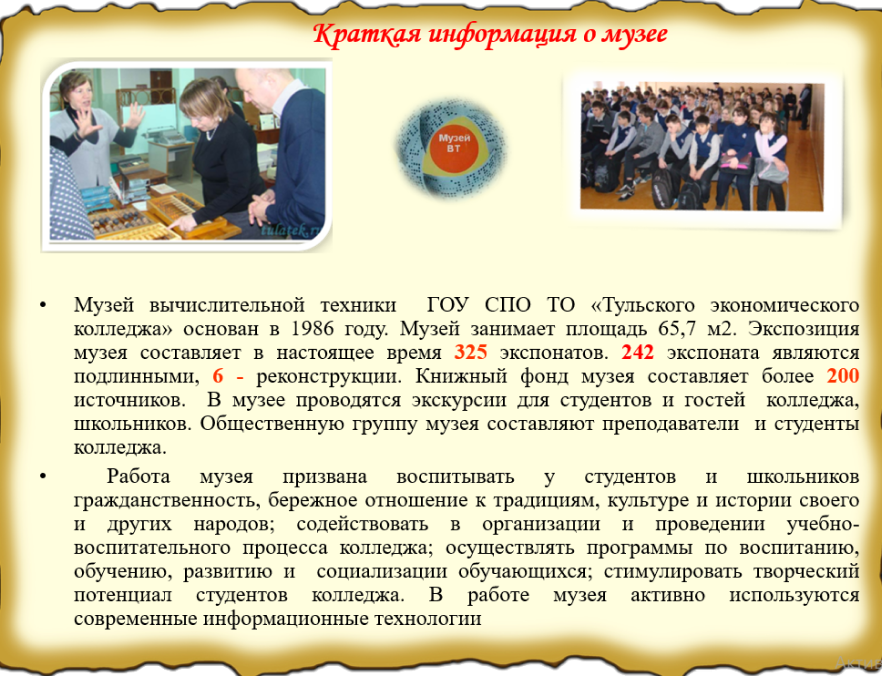 Краткая информация о музее
Музей
ВТ
tulatek.ru
• Музей вычислительной техники ГОУ СПО ТО «Тульского экономического
колледжа» основан в 1986 году. Музей занимает площадь 65,7 м2. Экспозиция
музея составляет в настоящее время 325 экспонатов. 242 экспоната являются
подлинными, 6 - реконструкции. Книжный фонд музея составляет более 200
источников. В музее проводятся экскурсии для студентов и гостей колледжа,
школьников. Общественную группу музея составляют преподаватели и студенты
колледжа.
• Работа музея призвана воспитывать у студентов и школьников
гражданственность, бережное отношение к традициям, культуре и истории своего
и других народов; содействовать в организации и проведении учебно-
воспитательного процесса колледжа; осуществлять программы по воспитанию,
обучению, развитию и социализации обучающихся; стимулировать творческий
потенциал студентов колледжа. В работе музея активно используются
современные информационные технологии